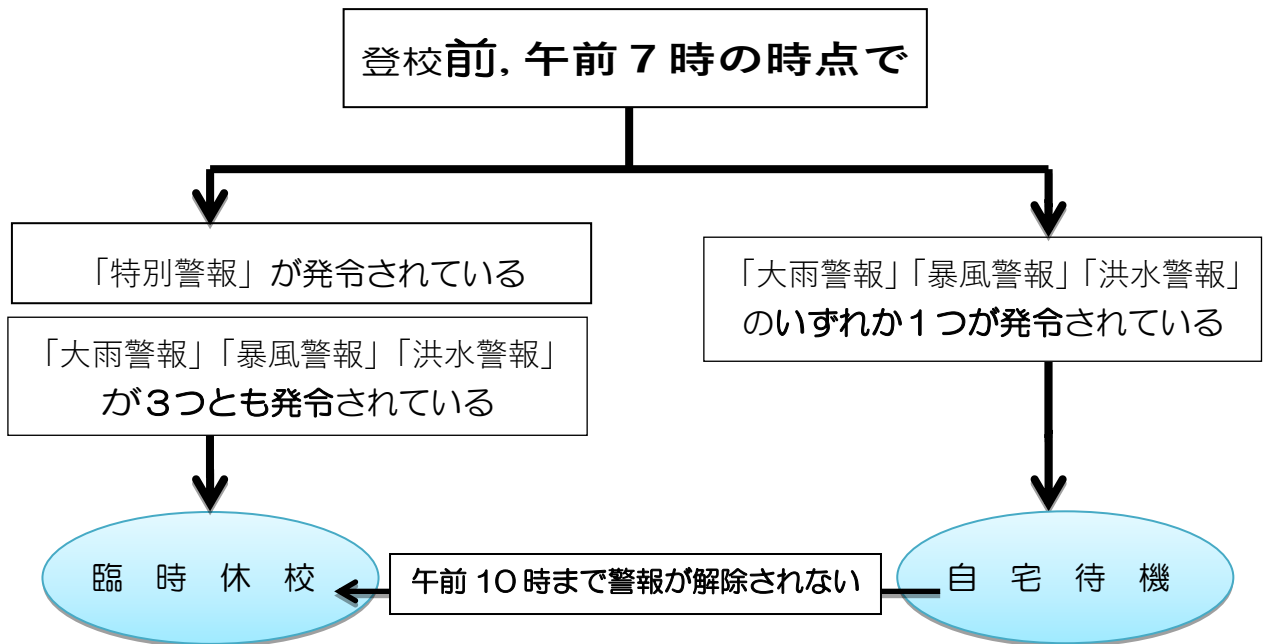 登校前,午前7時の時点で
「特別警報」が発令されている
「大雨警報」「暴風警報」「洪水警報」
が3つとも発令されている
「大雨警報」「暴風警報」「洪水警報」
のいずれか1つが発令されている
臨時休校
午前10時まで警報が解除されない
自宅待機